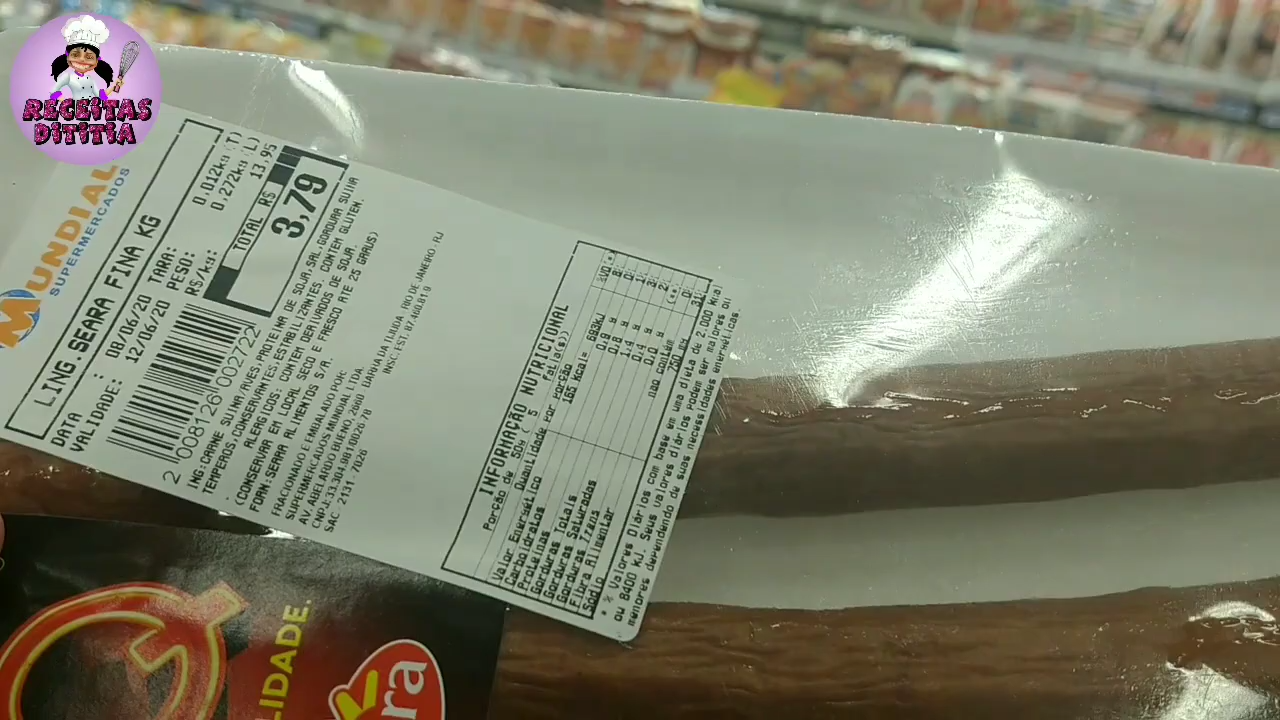 RECEITAS
DITITIA
MUNDIAL
SUPERMERCADOS
LING.SEARA FINA KG
DATA : 08/06/20 TARA: 0.012kg (T)
VALIDADE: 12/06/20 PESO: 0.272kg (L)
R$/kg: 13,95
TOTAL R$
3,79
2 008126 002722
ING:CARNE SUINA,AVES,PROTEINA DE SOJA,SAL,GORDURA SUINA
TEMPEROS,CONSERVANTES,ESTABILIZANTES, CONTEM GLUTEN.
ALERGICOS: CONTEM DERIVADOS DE SOJA.
(CONSERVAR EM LOCAL SECO E FRESCO ATE 25 GRAUS)
FORN:SEARA ALIMENTOS S/A
FRACIONADO E EMBALADO POR:
SUPERMERCADOS MUNDIAL LTDA
AV. ABELARDO BUENO, 2660 BARRA DA TIJUCA , RIO DE JANEIRO - RJ
SAC 2131 - 7026
INFORMAÇÃO NUTRICIONAL
Porção de 50g
Quantidade por porção
Valor Energético
Carboidratos
Proteínas
Gorduras Totais
Gorduras Saturadas
Gorduras Trans
Fibra Alimentar
Sódio
* % Valores Diários com base em uma dieta de 2.000 kcal
ou 8400 KJ. Seus valores diários podem ser maiores ou
menores dependendo de suas necessidades energéticas.
LIDADE.
ra